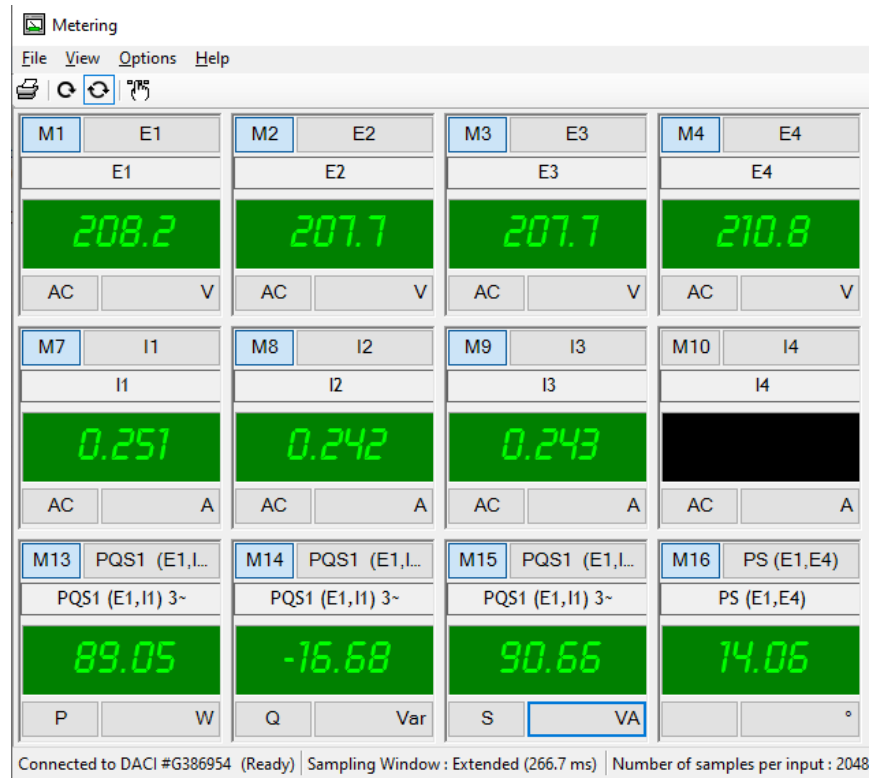 Metering
File View Options Help
M1 E1 M2 E2 M3 E3 M4 E4
E1 E2 E3 E4
208.2 207.7 207.7 210.8
AC V AC V AC V AC V
M7 I1 M8 I2 M9 I3 M10 I4
I1 I2 I3 I4
0.251 0.242 0.243
AC A AC A AC A AC A
M13 PQS1 (E1,I... M14 PQS1 (E1,I... M15 PQS1 (E1,I... M16 PS (E1,E4)
PQS1 (E1,I1) 3~ PQS1 (E1,I1) 3~ PQS1 (E1,I1) 3~ PS (E1,E4)
89.05 -16.68 90.66 14.06
P W Q Var S VA °
Connected to DACI #G386954 (Ready) Sampling Window : Extended (266.7 ms) Number of samples per input : 2048